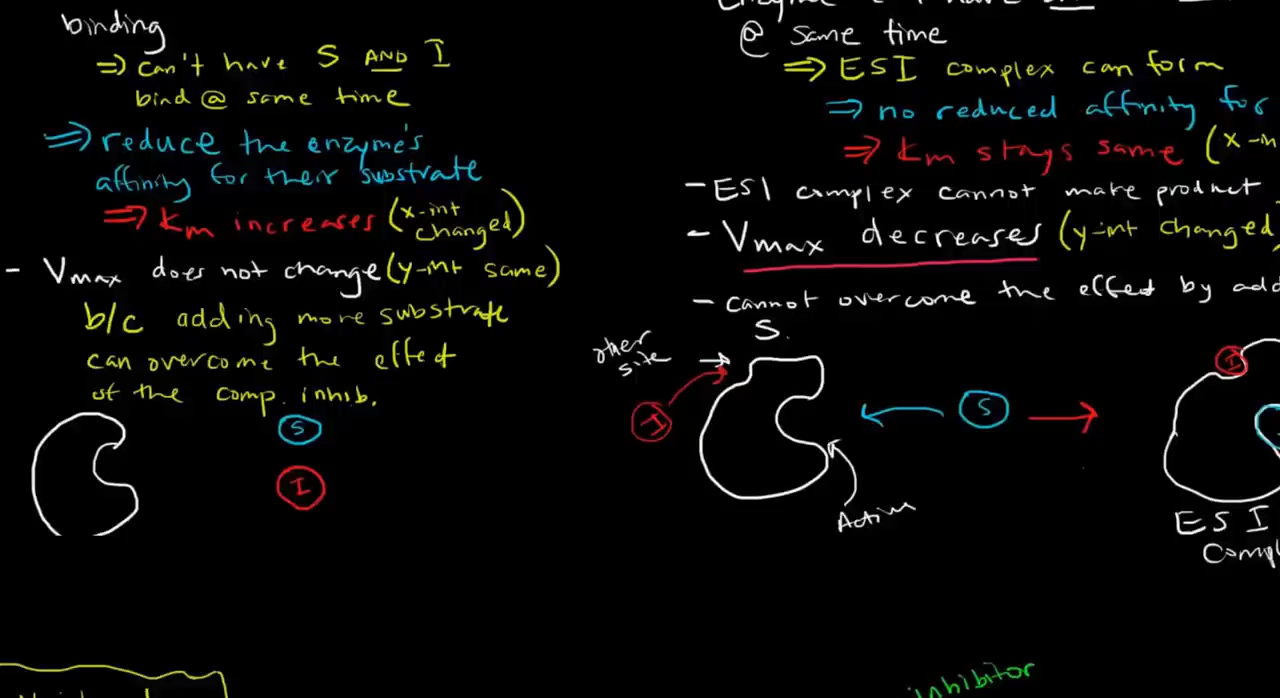 binding
⇒ can't have S AND I
bind @ same time
⇒ reduce the enzyme's
affinity for their substrate
⇒ Km increases (x-int
changed)
- Vmax does not change (y-int same)
b/c adding more substrate
can overcome the effect
of the comp. inhib.
S
I
@ same time
⇒ ESI complex can form
⇒ no reduced affinity for
⇒ Km stays same (x-in
- ESI complex cannot make product
- Vmax decreases (y-int changed)
- cannot overcome the effect by add
S.
other
site
I
S
Active
I
ESI
Compl
inhibitor